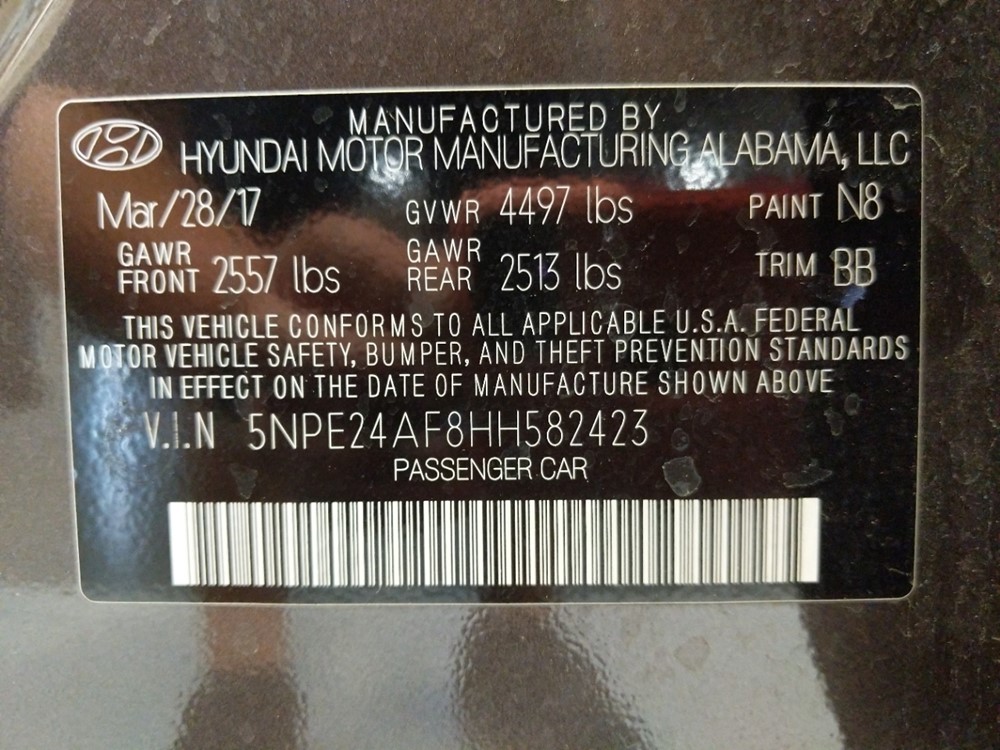 MANUFACTURED BY
HYUNDAI MOTOR MANUFACTURING ALABAMA, LLC
Mar/28/17 GVWR 4497 lbs PAINT N8
GAWR FRONT 2557 lbs GAWR REAR 2513 lbs TRIM BB
THIS VEHICLE CONFORMS TO ALL APPLICABLE U.S.A. FEDERAL
MOTOR VEHICLE SAFETY, BUMPER, AND THEFT PREVENTION STANDARDS
IN EFFECT ON THE DATE OF MANUFACTURE SHOWN ABOVE
V.I.N 5NPE24AF8HH582423
PASSENGER CAR